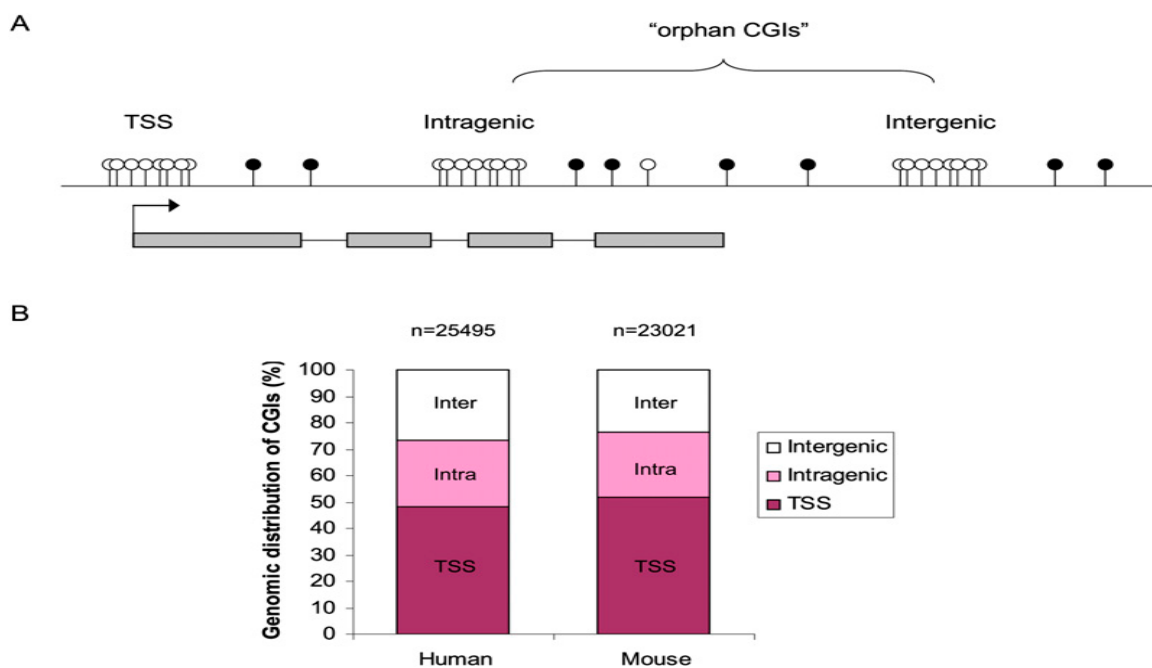 A
“orphan CGIs”
TSS Intragenic Intergenic
B
n=25495 n=23021
Genomic distribution of CGIs (%)
100
90
80
70
60
50
40
30
20
10
0
Inter Inter
Intra Intra
TSS TSS
Intergenic
Intragenic
TSS
Human Mouse